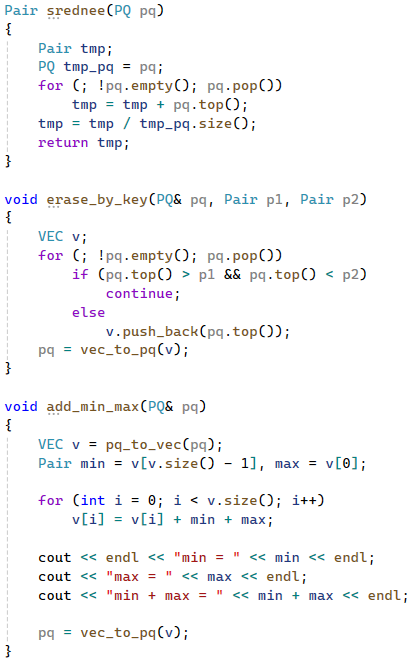 Pair srednee(PQ pq)
{
    Pair tmp;
    PQ tmp_pq = pq;
    for (; !pq.empty(); pq.pop())
        tmp = tmp + pq.top();
    tmp = tmp / tmp_pq.size();
    return tmp;
}
void erase_by_key(PQ& pq, Pair p1, Pair p2)
{
    VEC v;
    for (; !pq.empty(); pq.pop())
        if (pq.top() > p1 && pq.top() < p2)
            continue;
        else
            v.push_back(pq.top());
    pq = vec_to_pq(v);
}
void add_min_max(PQ& pq)
{
    VEC v = pq_to_vec(pq);
    Pair min = v[v.size() - 1], max = v[0];
    for (int i = 0; i < v.size(); i++)
        v[i] = v[i] + min + max;
    cout << endl << "min = " << min << endl;
    cout << "max = " << max << endl;
    cout << "min + max = " << min + max << endl;
    pq = vec_to_pq(v);
}